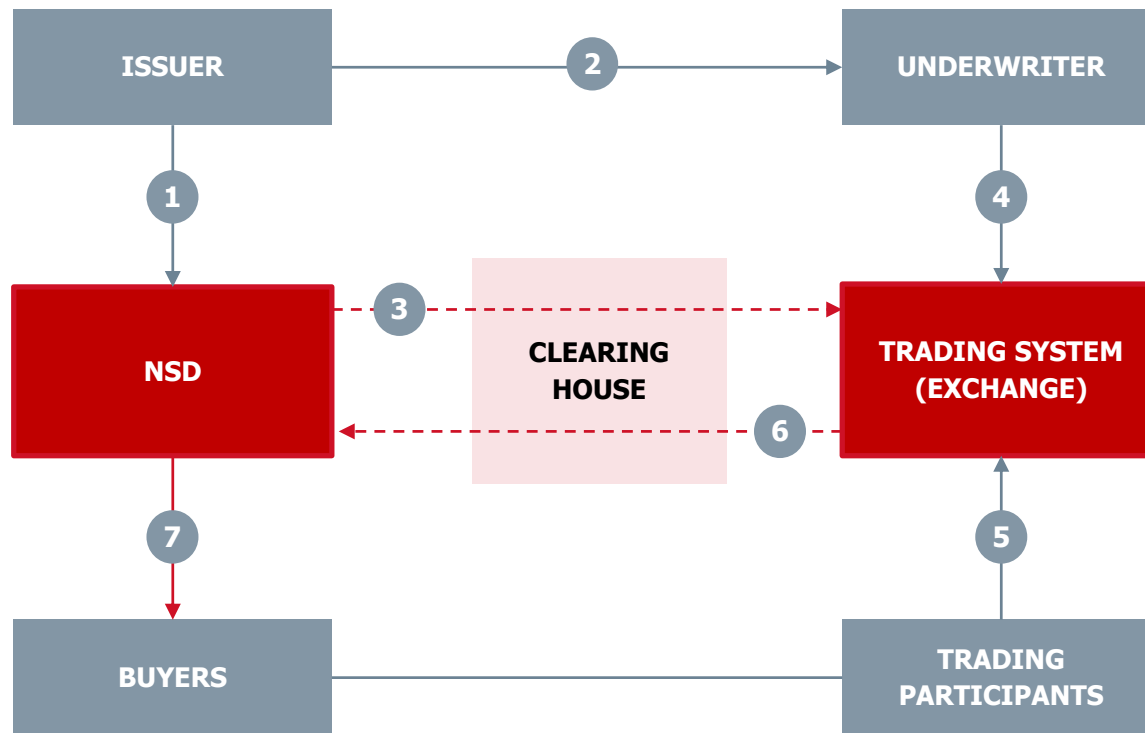 ISSUER
2
UNDERWRITER
1
4
NSD
3
CLEARING
HOUSE
TRADING SYSTEM
(EXCHANGE)
6
7
5
BUYERS
TRADING
PARTICIPANTS